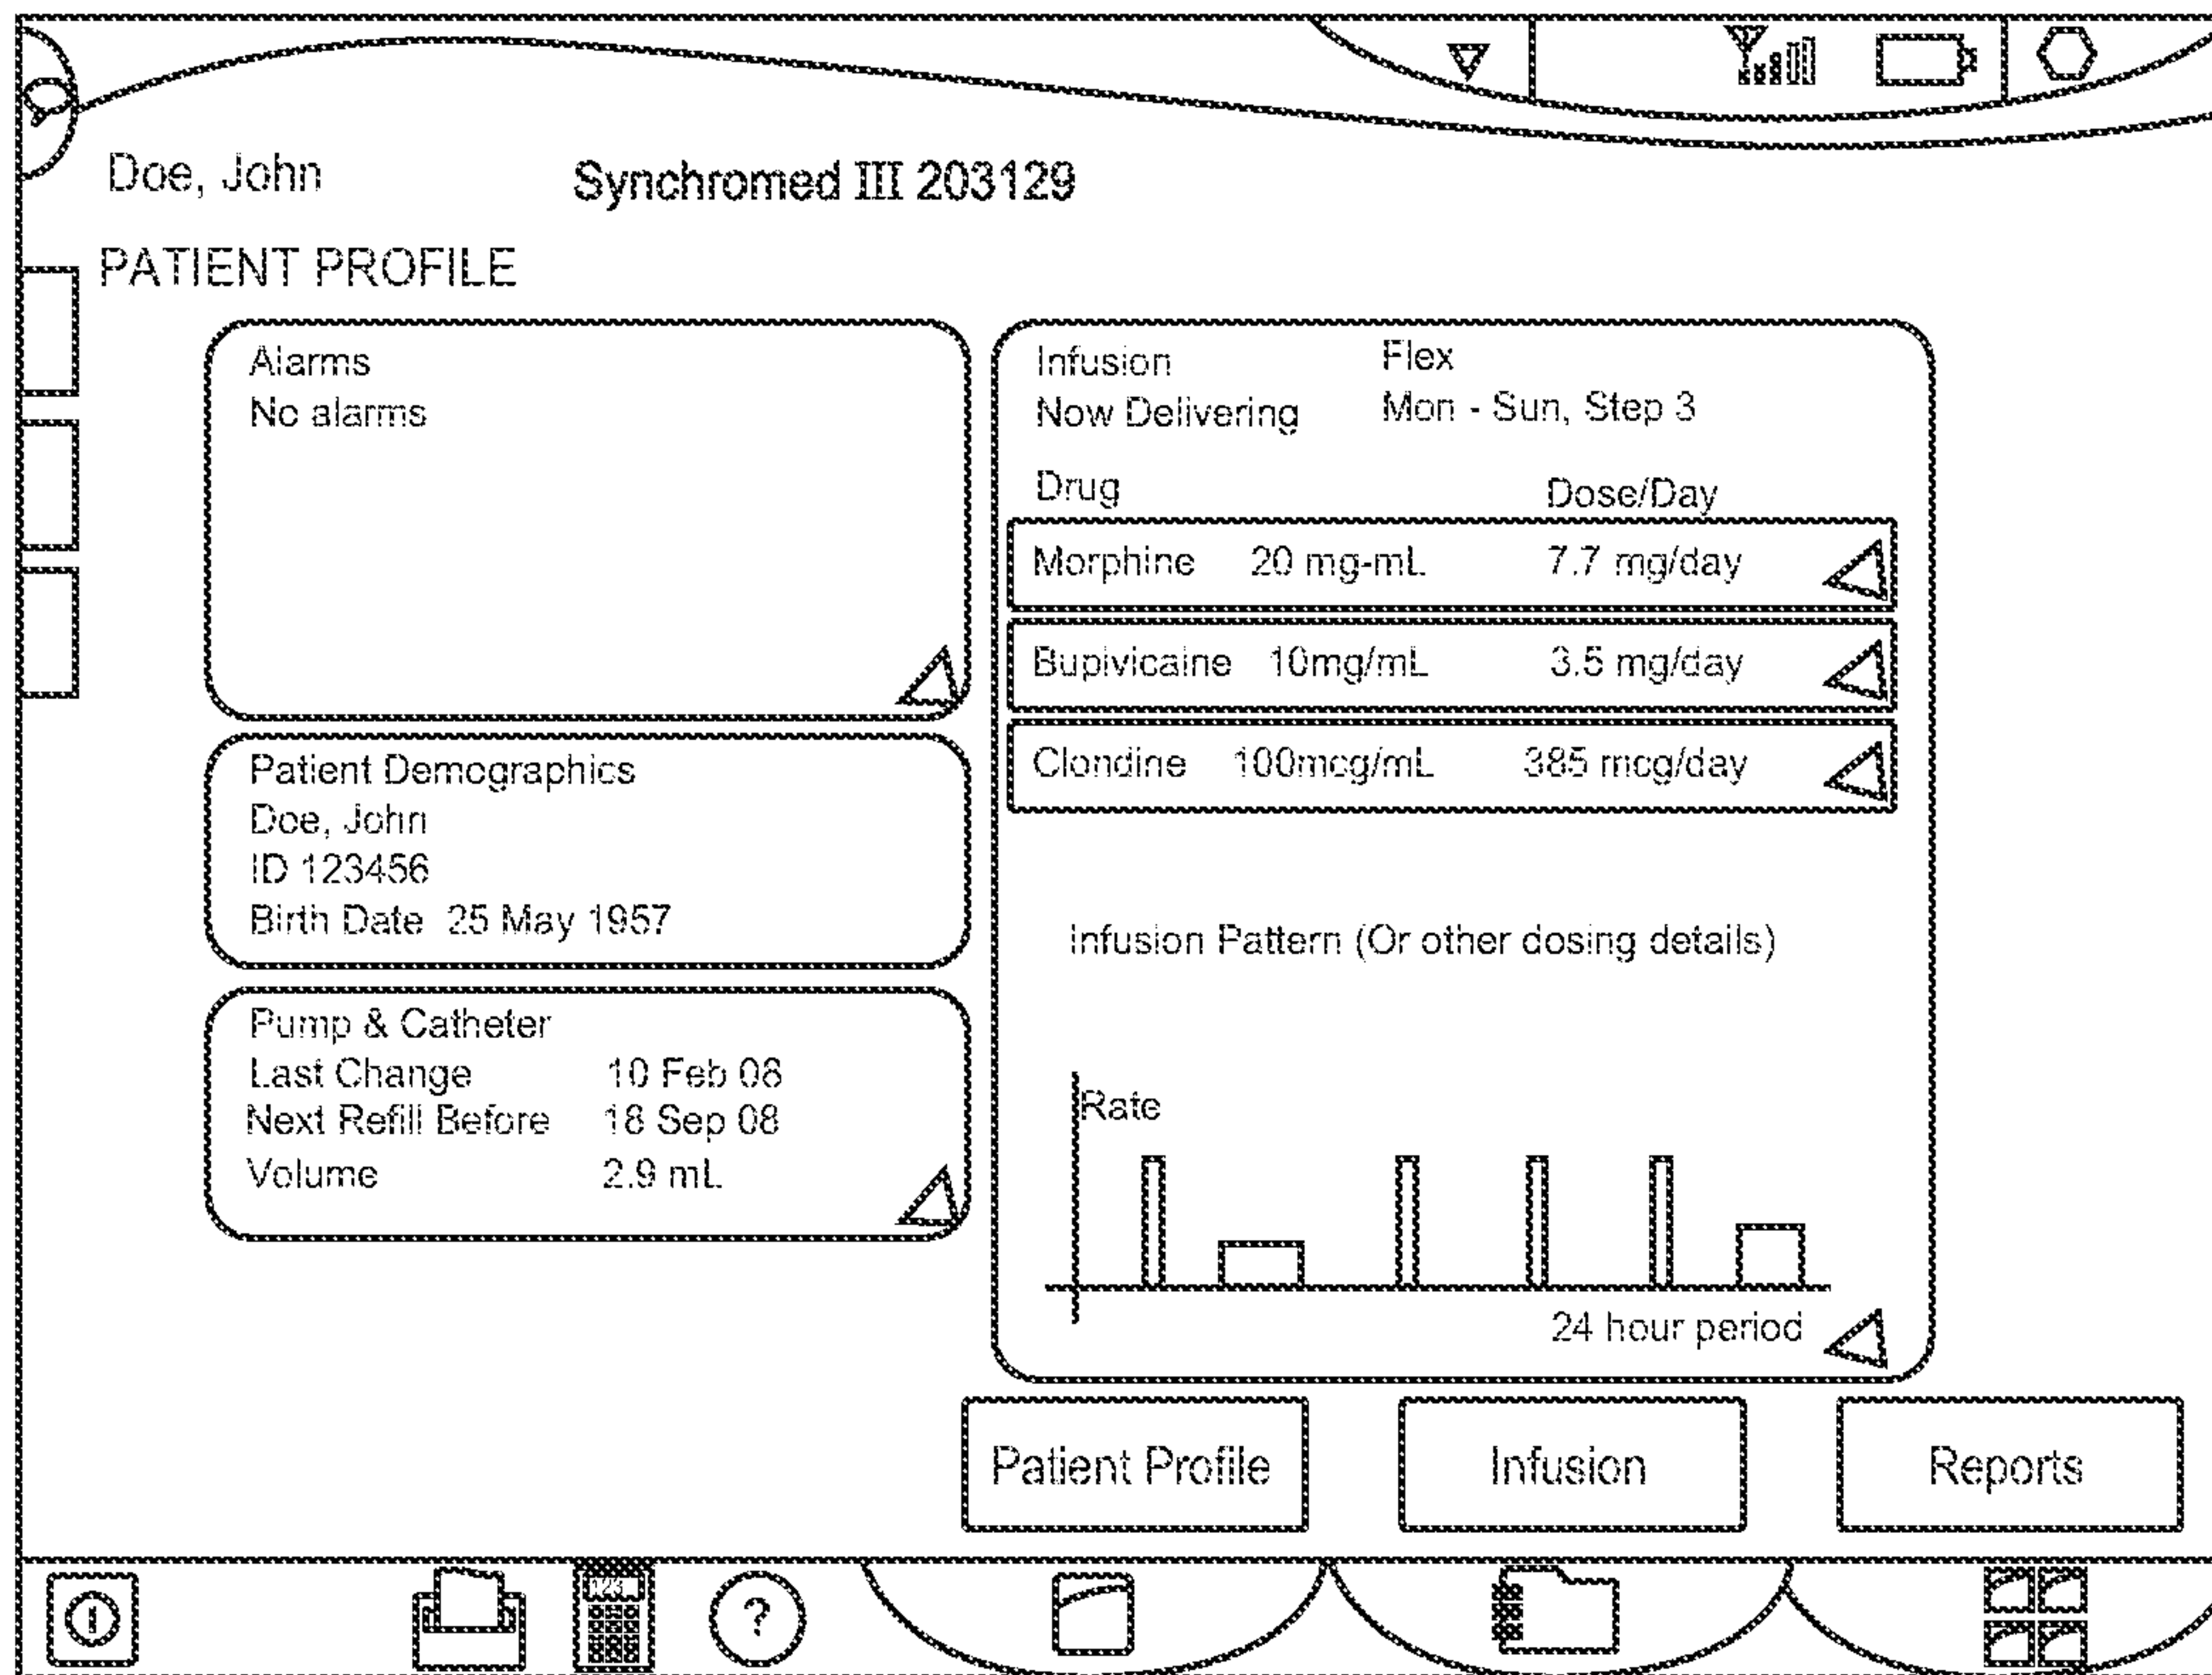 Doe, John
Synchromed III 203129
PATIENT PROFILE
Alarms
No alarms
Patient Demographics
Doe, John
ID 123456
Birth Date 25 May 1957
Pump & Catheter
Last Change 10 Feb 08
Next Refill Before 18 Sep 08
Volume 2.9 mL
Infusion Flex
Now Delivering Mon - Sun, Step 3
Drug Dose/Day
Morphine 20 mg-mL 7.7 mg/day
Bupivicaine 10mg/mL 3.5 mg/day
Clondine 100mcg/mL 385 mcg/day
Infusion Pattern (Or other dosing details)
Rate
24 hour period
Patient Profile
Infusion
Reports
123
?